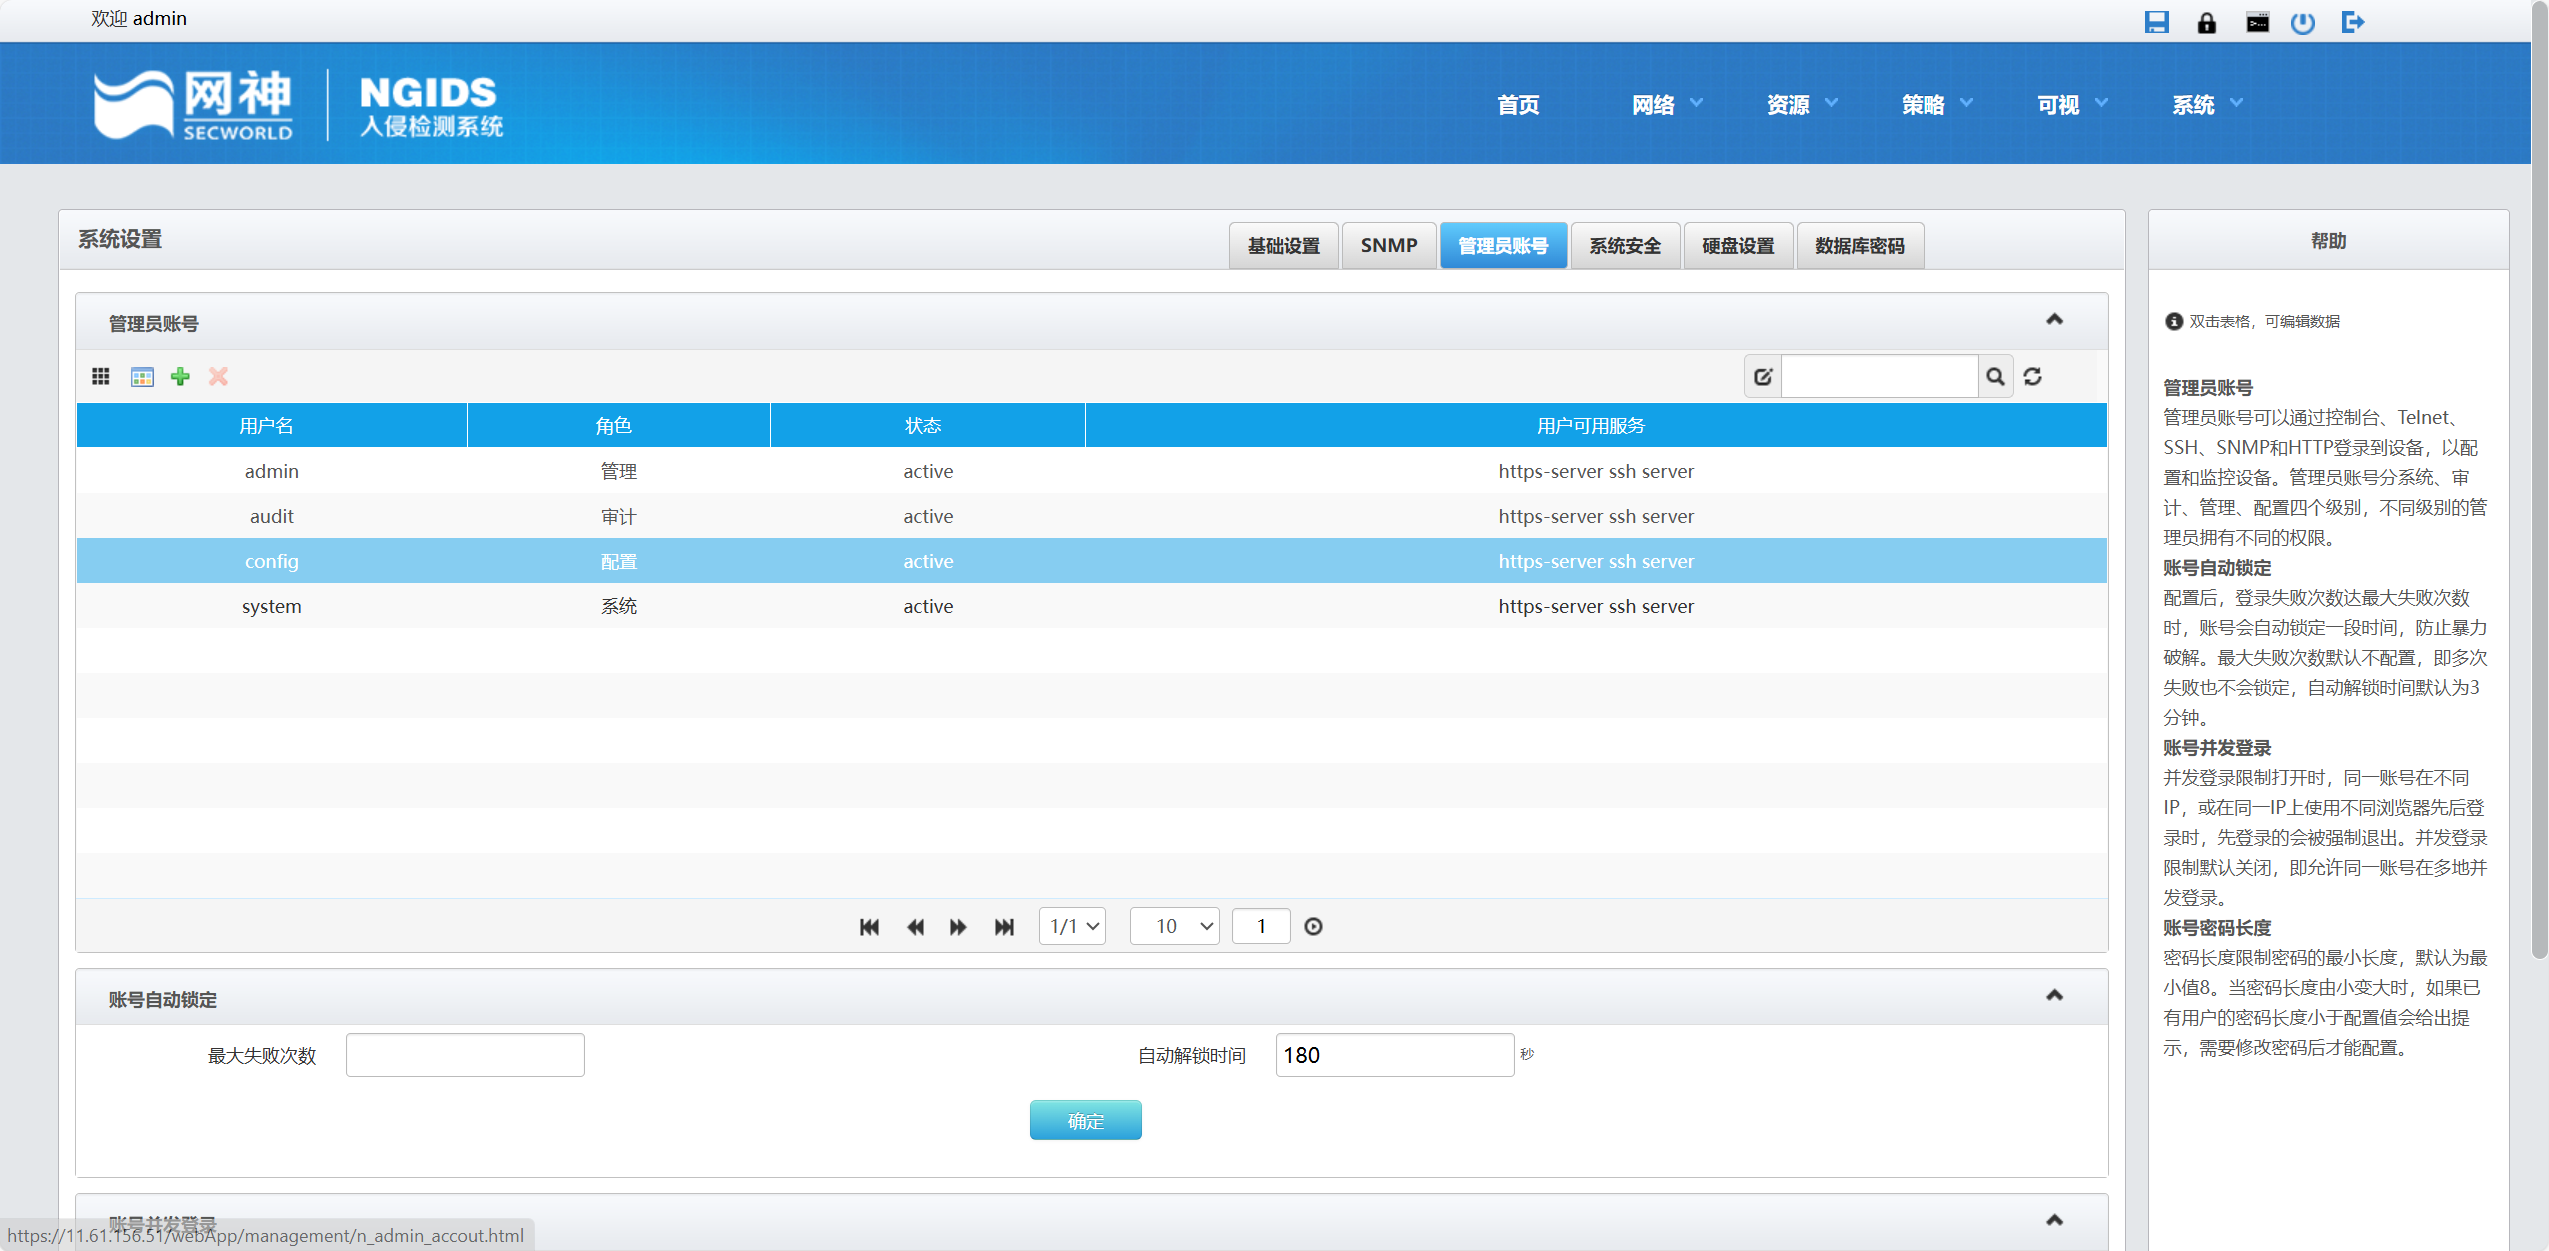 欢迎 admin
网神
SECWORLD
NGIDS
入侵检测系统
首页
网络
资源
策略
可视
系统
系统设置
基础设置
SNMP
管理员账号
系统安全
硬盘设置
数据库密码
管理员账号
用户名 角色 状态 用户可用服务
admin 管理 active https-server ssh server
audit 审计 active https-server ssh server
config 配置 active https-server ssh server
system 系统 active https-server ssh server
1/1 10 1
账号自动锁定
最大失败次数 自动解锁时间 180 秒
确定
账号并发登录
https://11.61.156.51/webApp/management/n_admin_accout.html
帮助
双击表格，可编辑数据
管理员账号
管理员账号可以通过控制台、Telnet、
SSH、SNMP和HTTP登录到设备，以配
置和监控设备。管理员账号分系统、审
计、管理、配置四个级别，不同级别的管
理员拥有不同的权限。
账号自动锁定
配置后，登录失败次数达最大失败次数
时，账号会自动锁定一段时间，防止暴力
破解。最大失败次数默认不配置，即多次
失败也不会锁定，自动解锁时间默认为3
分钟。
账号并发登录
并发登录限制打开时，同一账号在不同
IP，或在同一IP上使用不同浏览器先后登
录时，先登录的会被强制退出。并发登录
限制默认关闭，即允许同一账号在多地并
发登录。
账号密码长度
密码长度限制密码的最小长度，默认为最
小值8。当密码长度由小变大时，如果已
有用户的密码长度小于配置值会给出提
示，需要修改密码后才能配置。